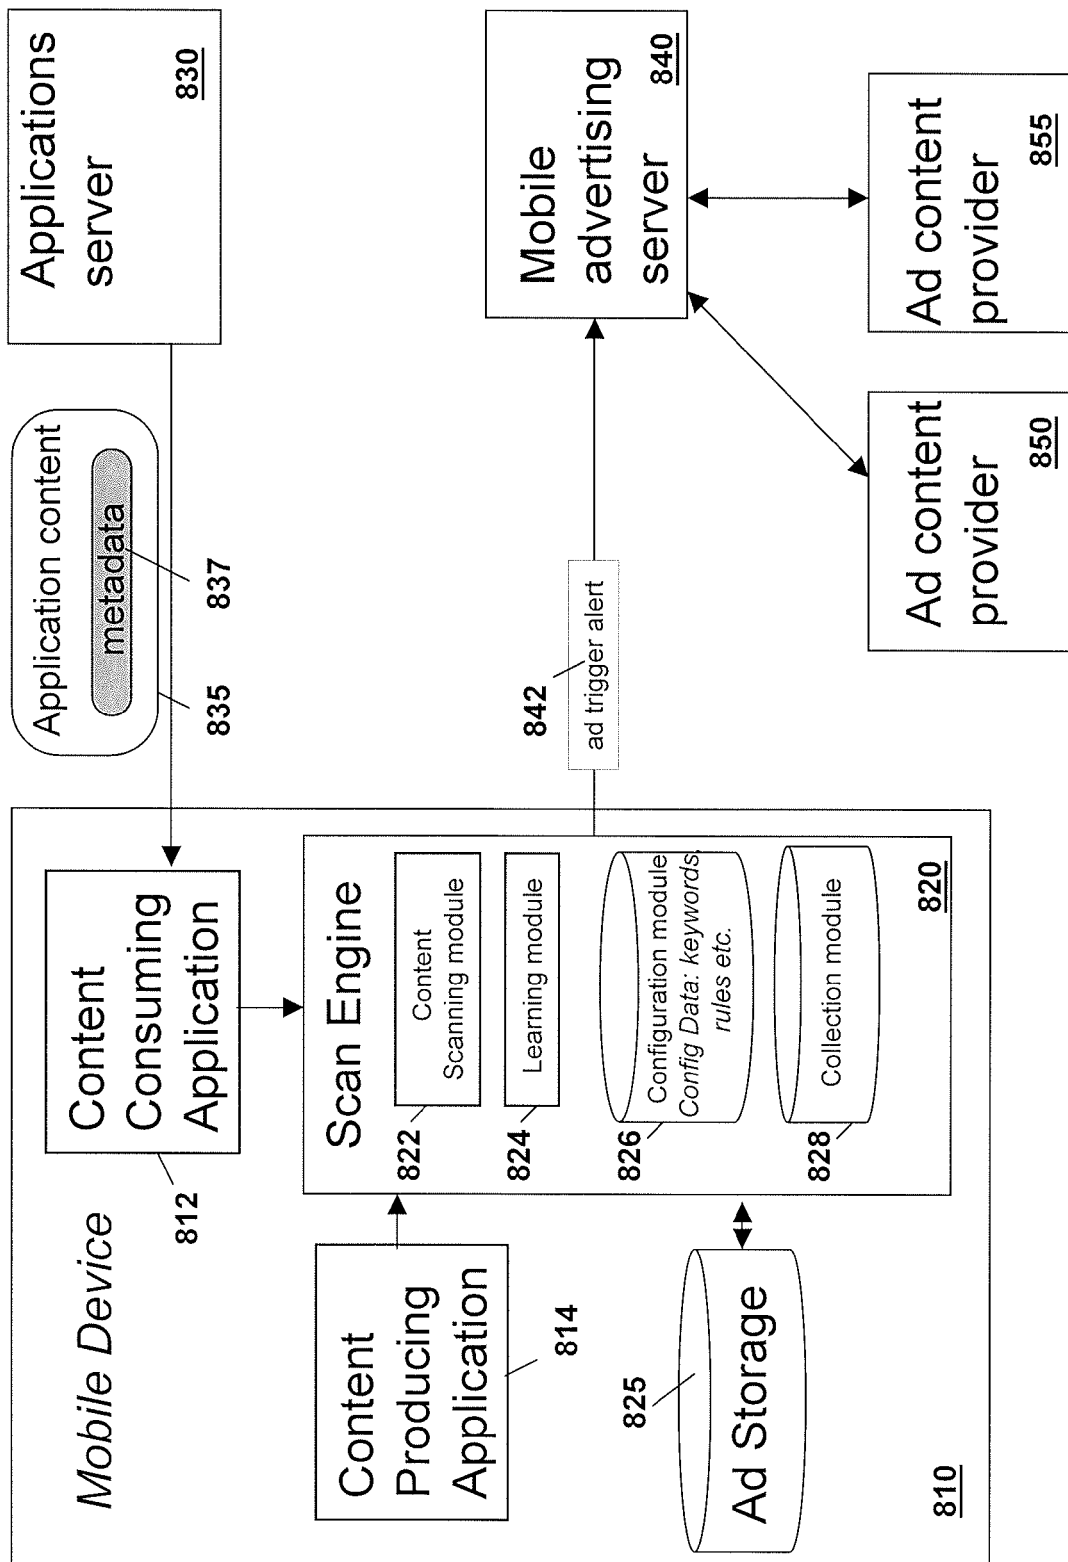 Mobile Device
Content
Consuming
Application
812
Content
Producing
Application
814
Scan Engine
Content
Scanning module
822
Learning module
824
Configuration module
Config Data: keywords,
rules etc.
826
Collection module
828
820
825
Ad Storage
810
Application content
metadata
835
837
Applications
server
830
842
ad trigger alert
Mobile
advertising
server
840
Ad content
provider
850
Ad content
provider
855